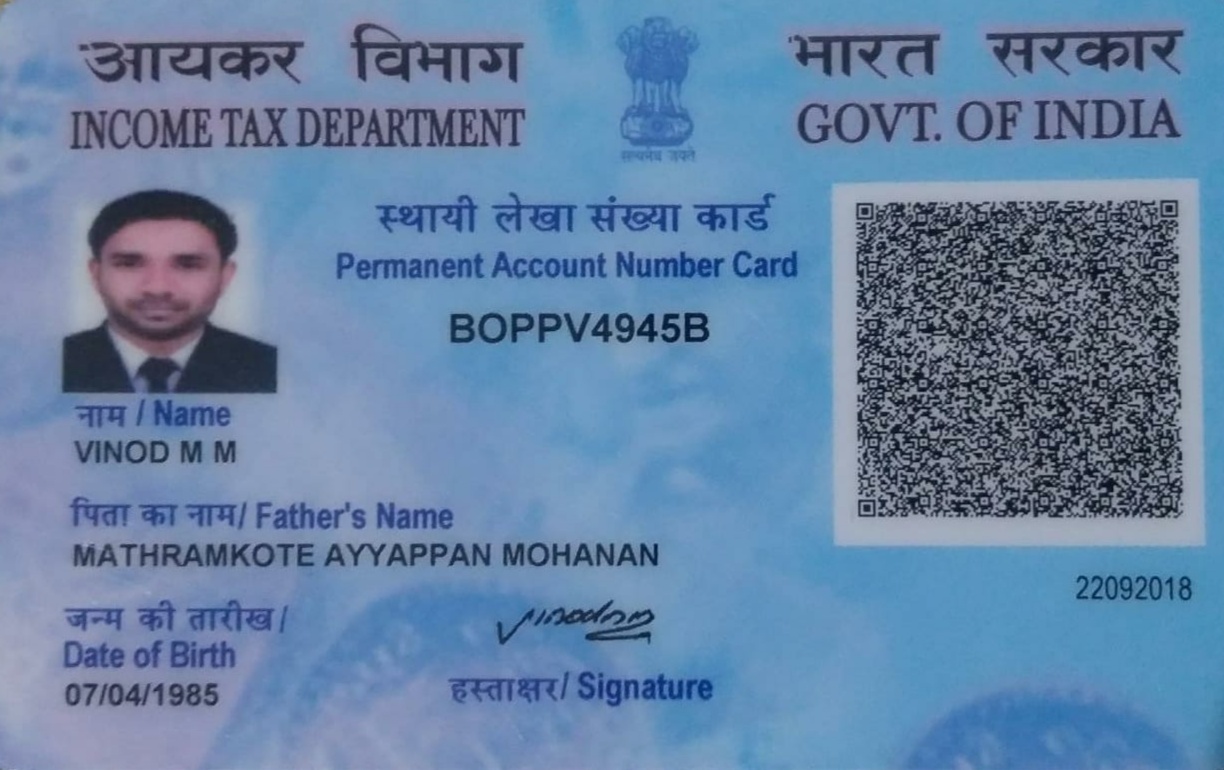 आयकर विभाग
INCOME TAX DEPARTMENT
सत्यमेव जयते
भारत सरकार
GOVT. OF INDIA
स्थायी लेखा संख्या कार्ड
Permanent Account Number Card
BOPPV4945B
नाम / Name
VINOD M M
पिता का नाम/ Father's Name
MATHRAMKOTE AYYAPPAN MOHANAN
22092018
जन्म की तारीख/
Date of Birth
07/04/1985
Vinodmm
हस्ताक्षर/ Signature